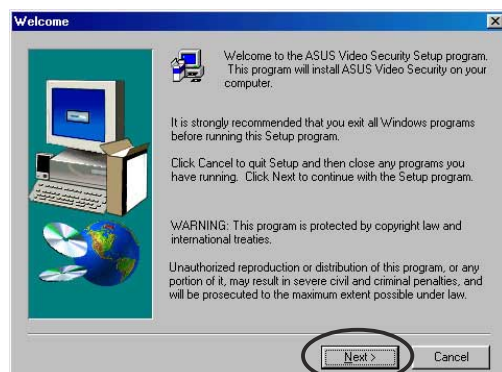 Welcome
Welcome to the ASUS Video Security Setup program.
This program will install ASUS Video Security on your
computer.
It is strongly recommended that you exit all Windows programs
before running this Setup program.
Click Cancel to quit Setup and then close any programs you
have running. Click Next to continue with the Setup program.
WARNING: This program is protected by copyright law and
international treaties.
Unauthorized reproduction or distribution of this program, or any
portion of it, may result in severe civil and criminal penalties, and
will be prosecuted to the maximum extent possible under law.
Next > Cancel